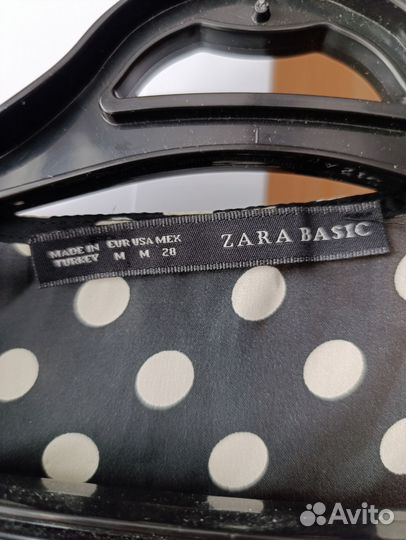 MADE IN TURKEY
EUR USA MEX
M M 28
ZARA BASIC
Avito